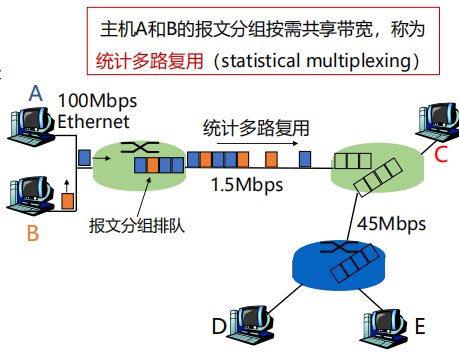 主机A和B的报文分组按需共享带宽，称为
统计多路复用（statistical multiplexing）
A
100Mbps
Ethernet
统计多路复用
C
1.5Mbps
B
报文分组排队
45Mbps
D
E